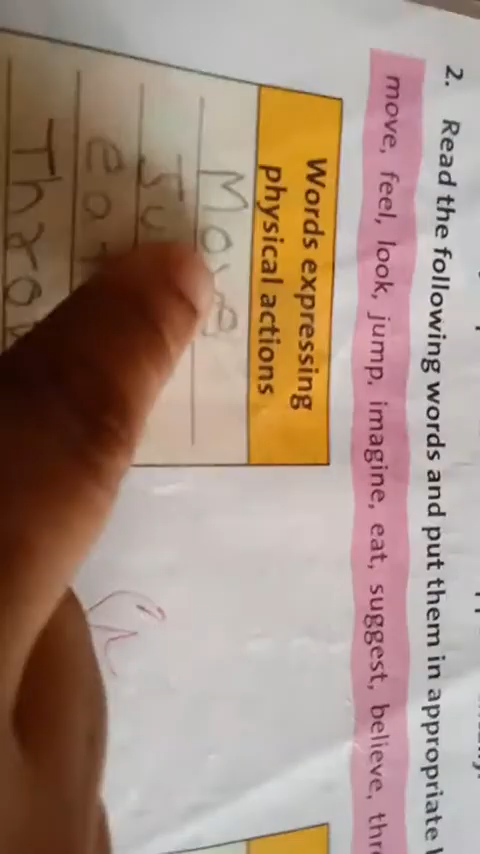 2. Read the following words and put them in appropriate
move, feel, look, jump, imagine, eat, suggest, believe,
Words expressing
physical actions
Move